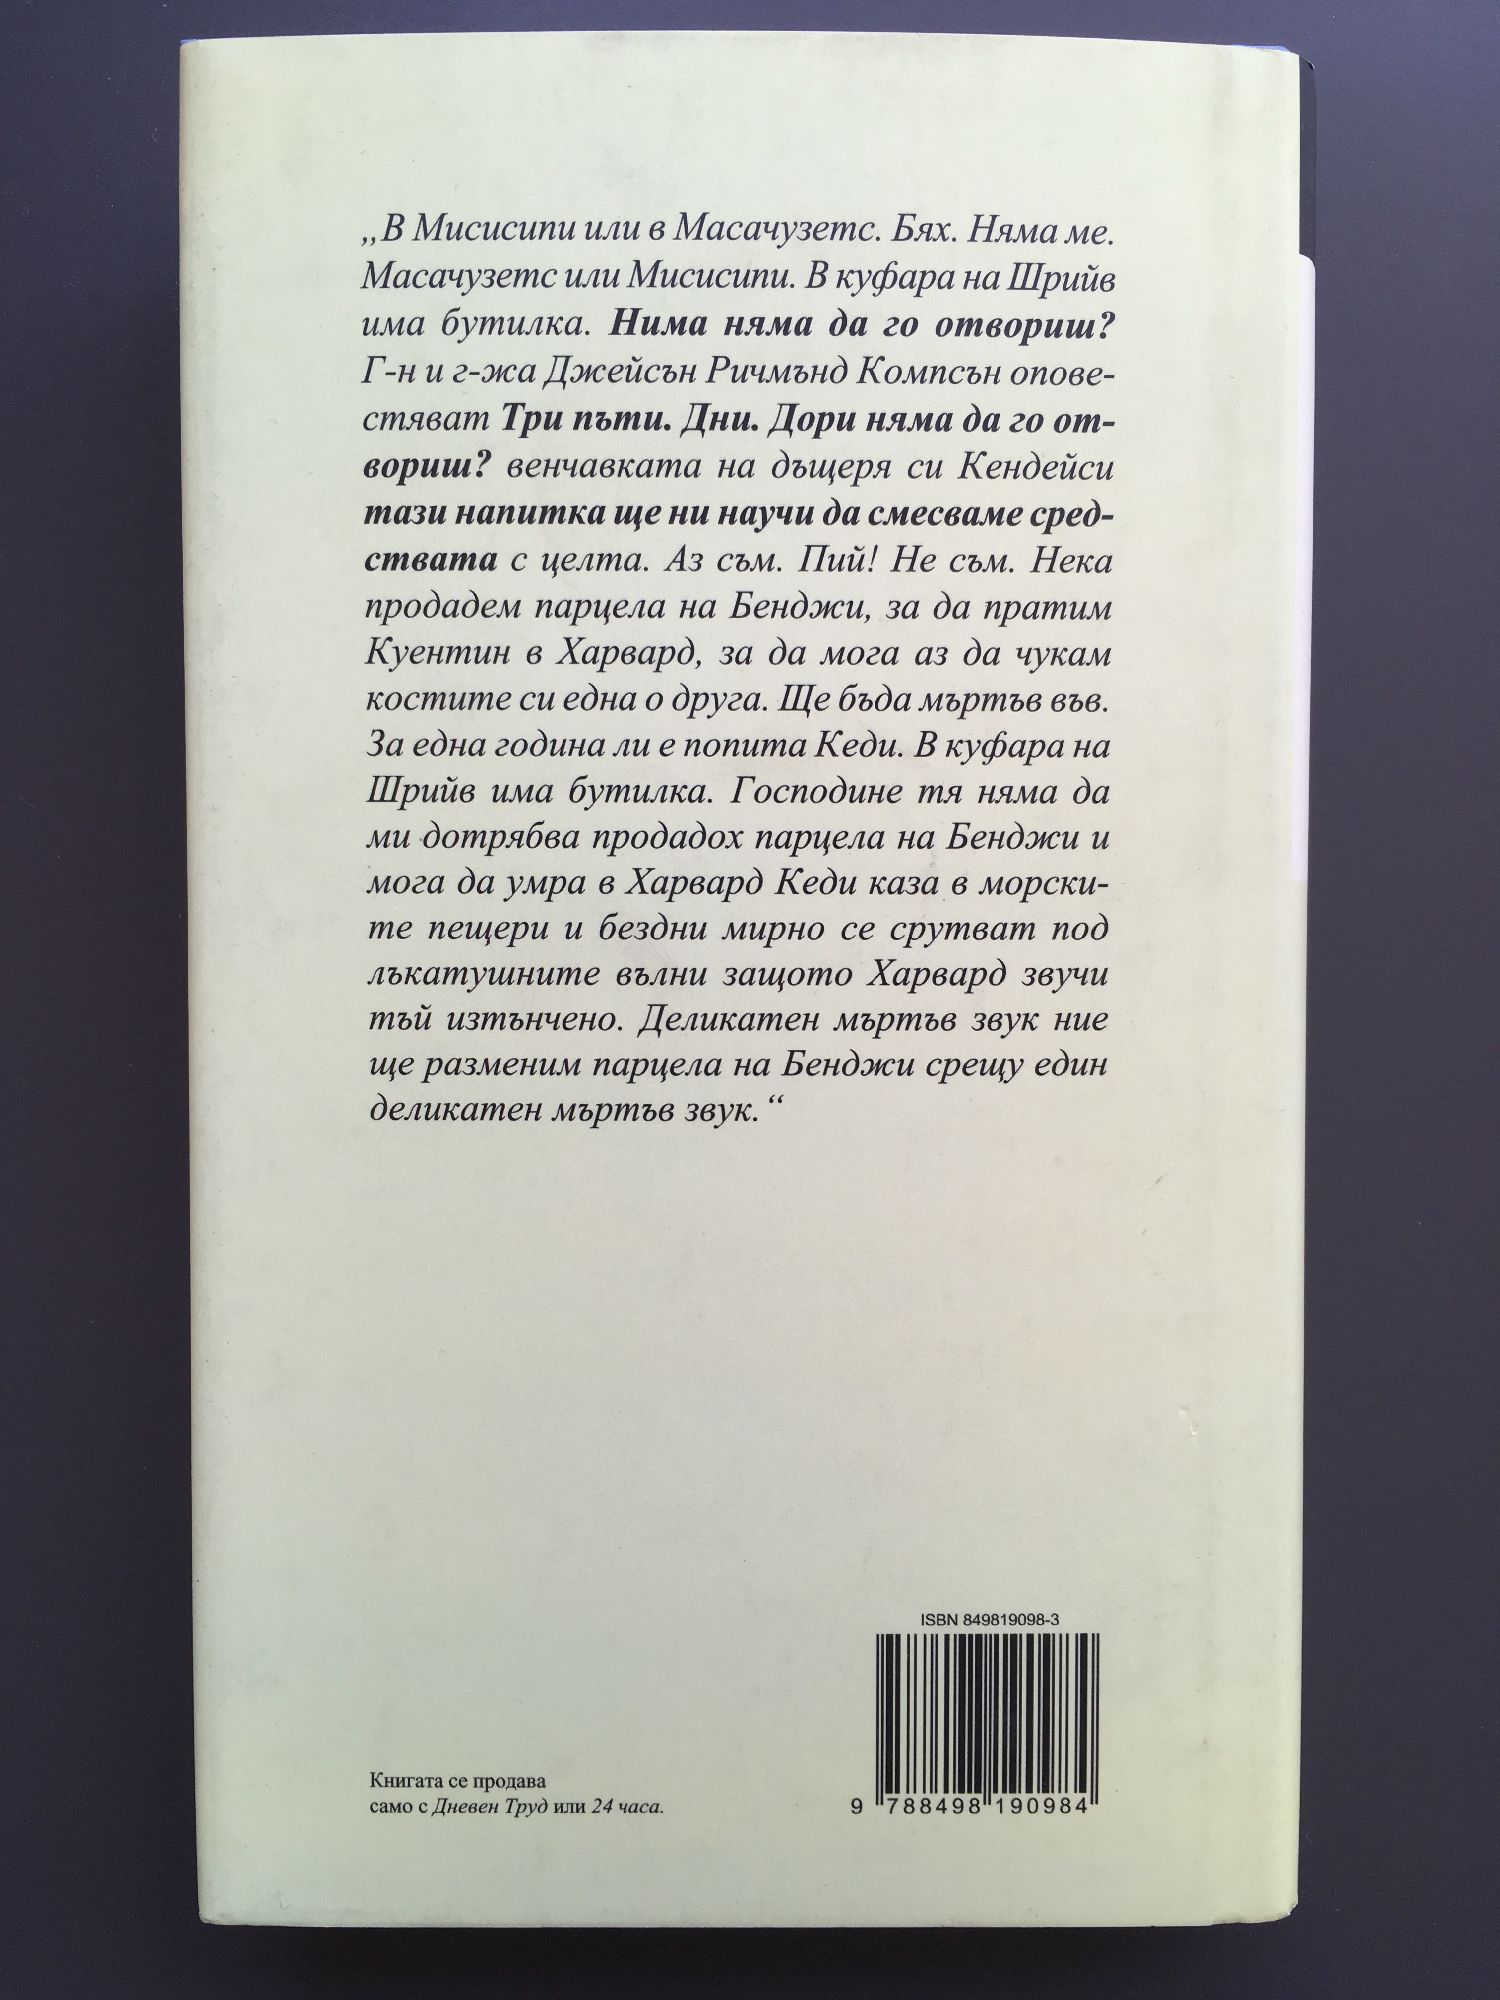 „В Мисисипи или в Масачузетс. Бях. Няма ме.
Масачузетс или Мисисипи. В куфара на Шрийв
има бутилка. Нима няма да го отвориш?
Г-н и г-жа Джейсън Ричмънд Компсън опове-
стяват Три пъти. Дни. Дори няма да го от-
вориш? венчавката на дъщеря си Кендейси
тази напитка ще ни научи да смесваме сред-
ствата с целта. Аз съм. Пий! Не съм. Нека
продадем парцела на Бенджи, за да пратим
Куентин в Харвард, за да мога аз да чукам
костите си една о друга. Ще бъда мъртъв във.
За една година ли е попита Кеди. В куфара на
Шрийв има бутилка. Господине тя няма да
ми дотрябва продадох парцела на Бенджи и
мога да умра в Харвард Кеди каза в морски-
те пещери и бездни мирно се срутват под
лъкатушните вълни защото Харвард звучи
тъй изтънчено. Деликатен мъртъв звук ние
ще разменим парцела на Бенджи срещу един
деликатен мъртъв звук.“
ISBN 849819098-3
9 788498 190984
Книгата се продава
само с Дневен Труд или 24 часа.